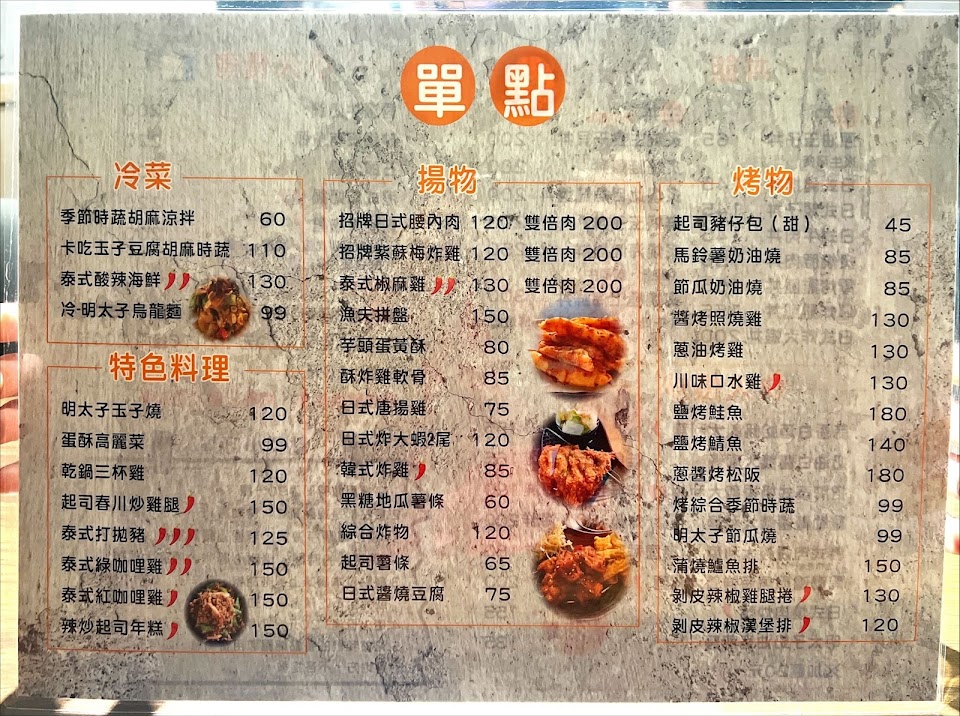 單點
冷菜
季節時蔬胡麻涼拌 60
卡吃玉子豆腐胡麻時蔬 110
泰式酸辣海鮮 130
冷-明太子烏龍麵 99
特色料理
明太子玉子燒 120
蛋酥高麗菜 99
乾鍋三杯雞 120
起司春川炒雞腿 150
泰式打拋豬 125
泰式綠咖哩雞 150
泰式紅咖哩雞 150
辣炒起司年糕 150
揚物
招牌日式腰內肉 120 雙倍肉 200
招牌紫蘇梅炸雞 120 雙倍肉 200
泰式椒麻雞 130 雙倍肉 200
漁夫拼盤 150
芋頭蛋黃酥 80
酥炸雞軟骨 85
日式唐揚雞 75
日式炸大蝦2尾 120
韓式炸雞 85
黑糖地瓜薯條 60
綜合炸物 120
起司薯條 65
日式醬燒豆腐 75
烤物
起司豬仔包（甜） 45
馬鈴薯奶油燒 85
節瓜奶油燒 85
醬烤照燒雞 130
蔥油烤雞 130
川味口水雞 130
鹽烤鮭魚 180
鹽烤鯖魚 140
蔥醬烤松阪 180
烤綜合季節時蔬 99
明太子節瓜燒 99
蒲燒鱸魚排 150
剝皮辣椒雞腿捲 130
剝皮辣椒漢堡排 120